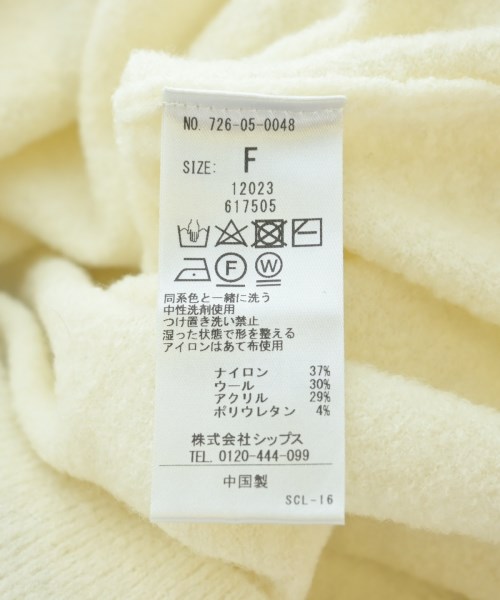 NO. 726-05-0048
SIZE: F
12023
617505
F W
同系色と一緒に洗う
中性洗剤使用
つけ置き洗い禁止
湿った状態で形を整える
アイロンはあて布使用
ナイロン 37%
ウール 30%
アクリル 29%
ポリウレタン 4%
株式会社シップス
TEL. 0120-444-099
中国製
SCL-16